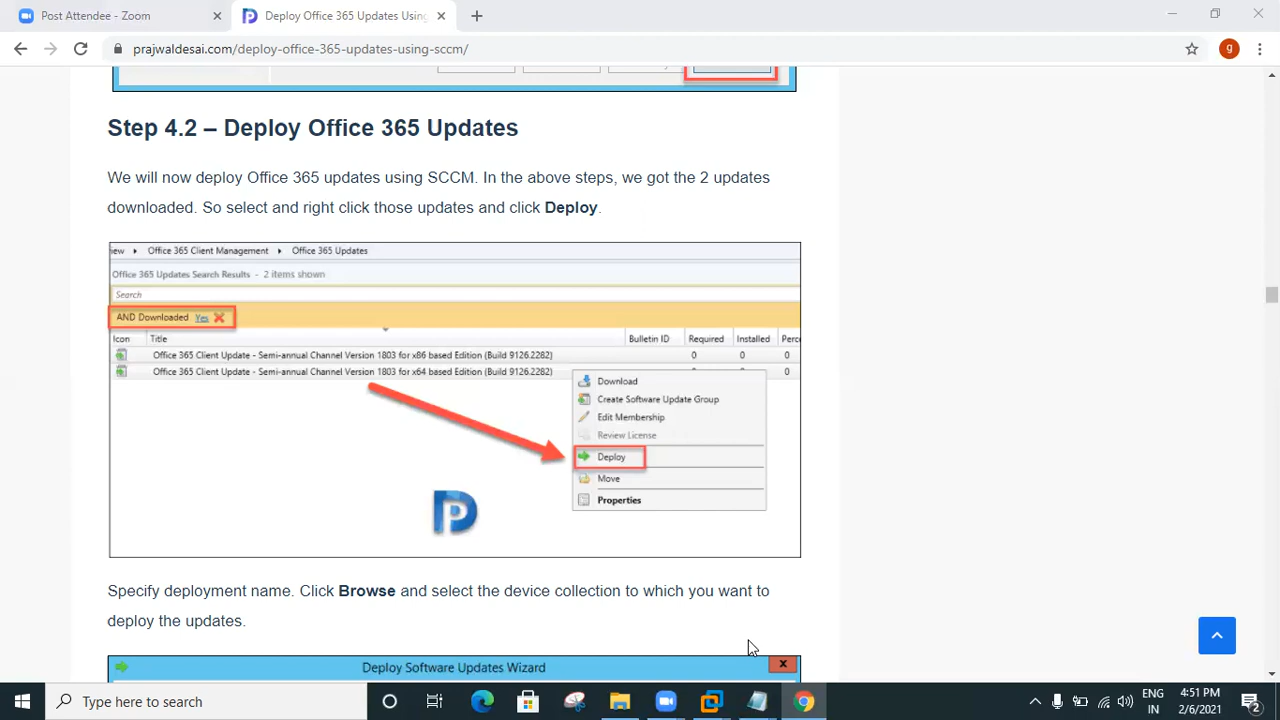 Post Attendee - Zoom
Deploy Office 365 Updates Using
prajwaldesai.com/deploy-office-365-updates-using-sccm/
g
Step 4.2 – Deploy Office 365 Updates
We will now deploy Office 365 updates using SCCM. In the above steps, we got the 2 updates
downloaded. So select and right click those updates and click Deploy.
Office 365 Client Management Office 365 Updates
Office 365 Updates Search Results - 2 items shown
Search
AND Downloaded Yes
Icon Title Bulletin ID Required Installed Perc
Office 365 Client Update - Semi-annual Channel Version 1803 for x86 based Edition (Build 9126.2282) 0 0 0
Office 365 Client Update - Semi-annual Channel Version 1803 for x64 based Edition (Build 9126.2282) 0
Download
Create Software Update Group
Edit Membership
Review License
Deploy
Move
Properties
Specify deployment name. Click Browse and select the device collection to which you want to
deploy the updates.
Deploy Software Updates Wizard
Type here to search
ENG
IN
4:51 PM
2/6/2021
2